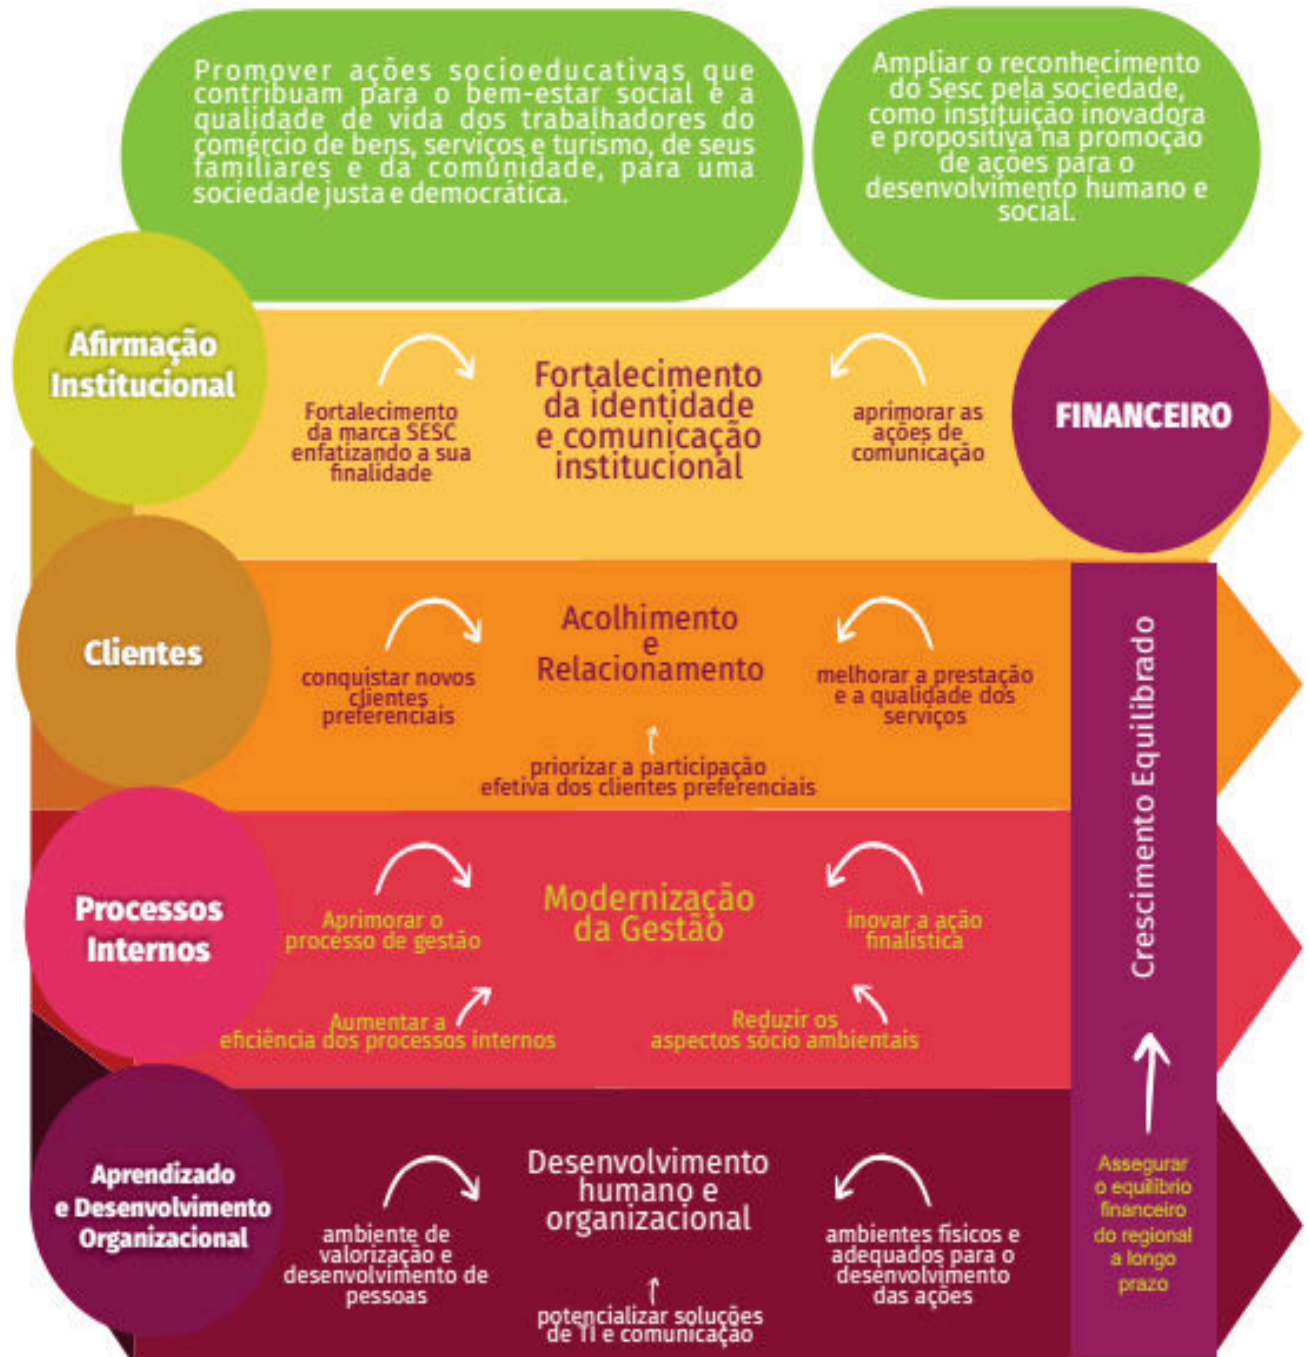 Promover ações socioeducativas que
contribuam para o bem-estar social e a
qualidade de vida dos trabalhadores do
comércio de bens, serviços e turismo, de seus
familiares e da comunidade, para uma
sociedade justa e democrática.
Ampliar o reconhecimento
do Sesc pela sociedade,
como instituição inovadora
e propositiva na promoção
de ações para o
desenvolvimento humano e
social.
Afirmação
Institucional
Fortalecimento
da marca SESC
enfatizando a sua
finalidade
Fortalecimento
da identidade
e comunicação
institucional
aprimorar as
ações de
comunicação
FINANCEIRO
Clientes
conquistar novos
clientes
preferenciais
Acolhimento
e
Relacionamento
melhorar a prestação
e a qualidade dos
serviços
priorizar a participação
efetiva dos clientes preferenciais
Processos
Internos
Aprimorar o
processo de gestão
Modernização
da Gestão
inovar a ação
finalística
Aumentar a
eficiência dos processos internos
Reduzir os
aspectos sócio ambientais
Crescimento Equilibrado
Assegurar
o equilíbrio
financeiro
do regional
a longo
prazo
Aprendizado
e Desenvolvimento
Organizacional
ambiente de
valorização e
desenvolvimento de
pessoas
Desenvolvimento
humano e
organizacional
ambientes físicos e
adequados para o
desenvolvimento
das ações
potencializar soluções
de TI e comunicação